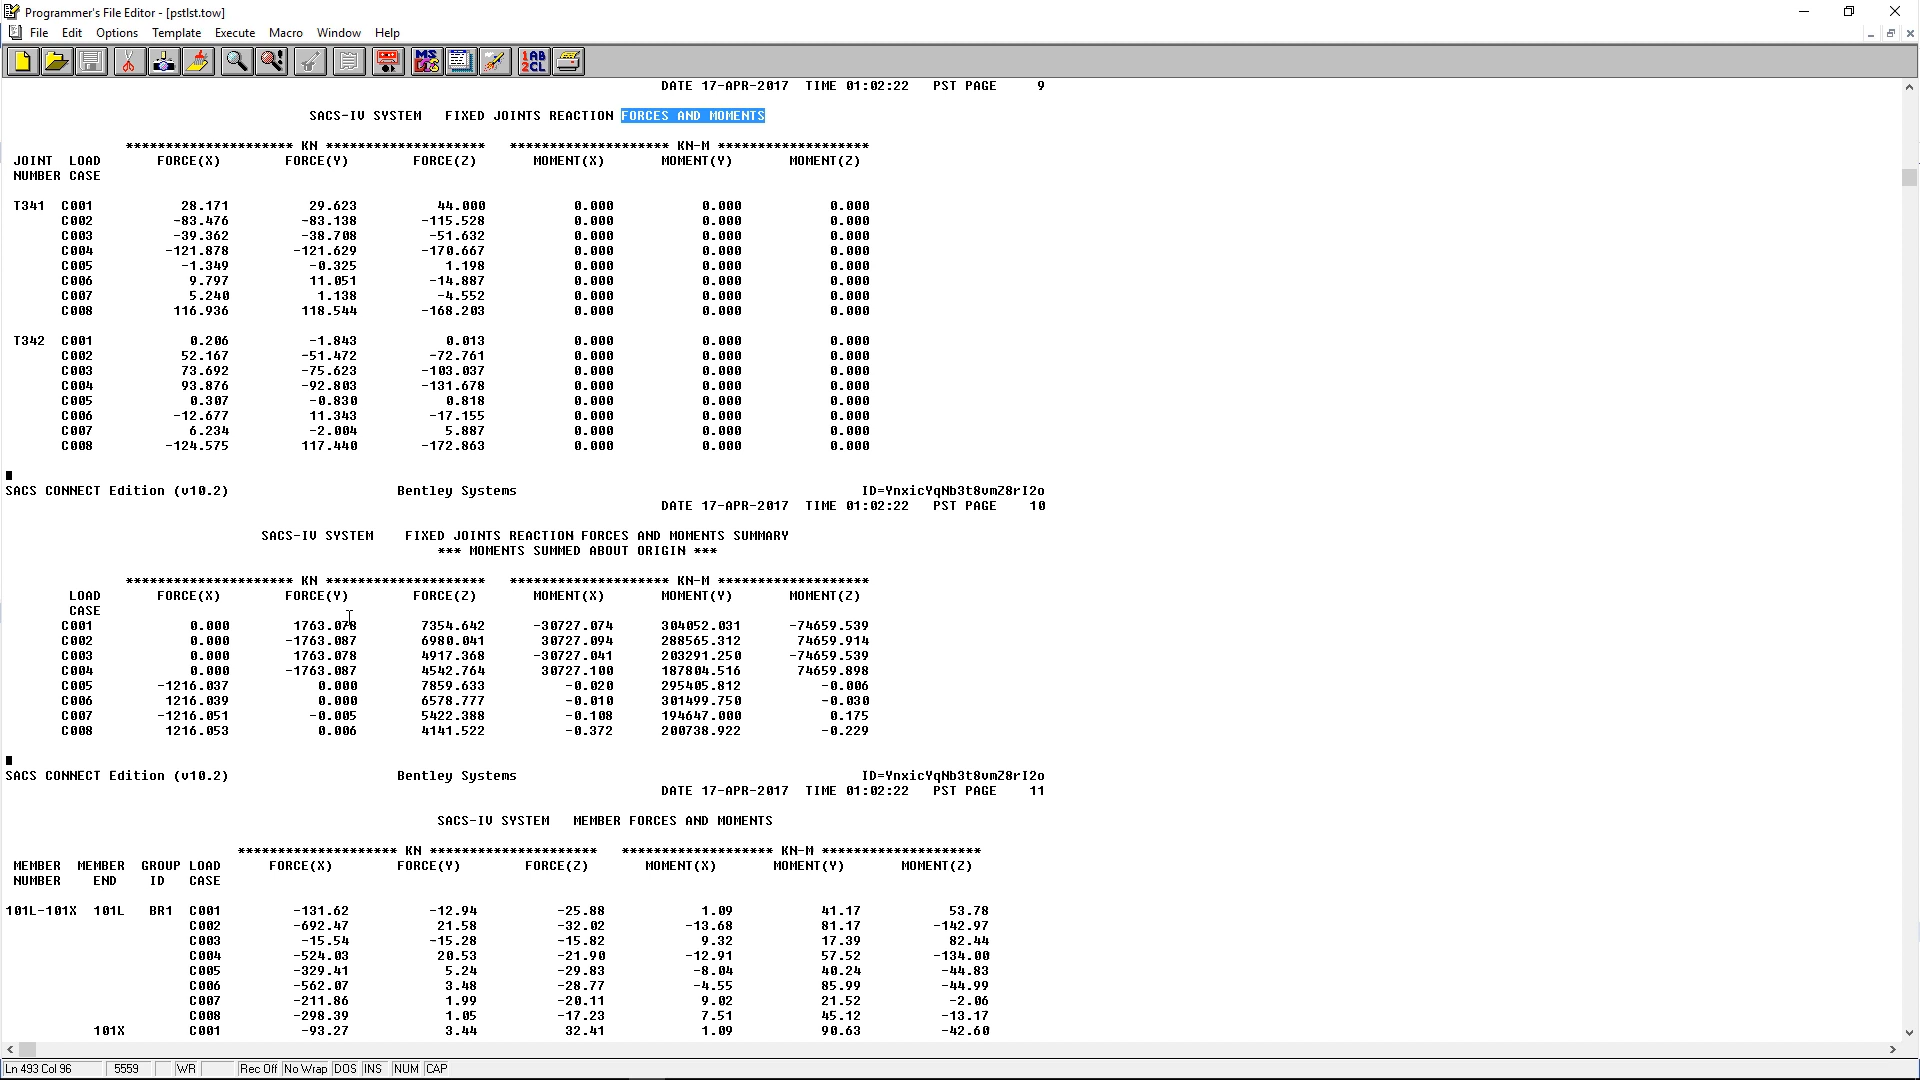 Programmer's File Editor - [pstlst.tow]
File Edit Options Template Execute Macro Window Help
DATE 17-APR-2017 TIME 01:02:22 PST PAGE 9
SACS-IV SYSTEM FIXED JOINTS REACTION FORCES AND MOMENTS
********************* KN ******************** ******************** KN-M *******************
JOINT LOAD FORCE(X) FORCE(Y) FORCE(Z) MOMENT(X) MOMENT(Y) MOMENT(Z)
NUMBER CASE
T341 C001 28.171 29.623 44.000 0.000 0.000 0.000
C002 -83.476 -83.138 -115.528 0.000 0.000 0.000
C003 -39.362 -38.708 -51.632 0.000 0.000 0.000
C004 -121.878 -121.629 -170.667 0.000 0.000 0.000
C005 -1.349 -0.325 1.198 0.000 0.000 0.000
C006 9.797 11.051 -14.887 0.000 0.000 0.000
C007 5.240 1.138 -4.552 0.000 0.000 0.000
C008 116.936 118.544 -168.203 0.000 0.000 0.000
T342 C001 0.206 -1.843 0.013 0.000 0.000 0.000
C002 52.167 -51.472 -72.761 0.000 0.000 0.000
C003 73.692 -75.623 -103.037 0.000 0.000 0.000
C004 93.876 -92.803 -131.678 0.000 0.000 0.000
C005 0.307 -0.830 0.818 0.000 0.000 0.000
C006 -12.677 11.343 -17.155 0.000 0.000 0.000
C007 6.234 -2.004 5.887 0.000 0.000 0.000
C008 -124.575 117.440 -172.863 0.000 0.000 0.000
SACS CONNECT Edition (v10.2) Bentley Systems ID=YnxicYqNb3t8vmZ8rI2o
DATE 17-APR-2017 TIME 01:02:22 PST PAGE 10
SACS-IV SYSTEM FIXED JOINTS REACTION FORCES AND MOMENTS SUMMARY
*** MOMENTS SUMMED ABOUT ORIGIN ***
********************* KN ******************** ******************** KN-M *******************
LOAD FORCE(X) FORCE(Y) FORCE(Z) MOMENT(X) MOMENT(Y) MOMENT(Z)
CASE
C001 0.000 1763.078 7354.642 -30727.074 304052.031 -74659.539
C002 0.000 -1763.087 6980.041 30727.094 288565.312 74659.914
C003 0.000 1763.078 4917.368 -30727.041 203291.250 -74659.539
C004 0.000 -1763.087 4542.764 30727.100 187804.516 74659.898
C005 -1216.037 0.000 7859.633 -0.020 295405.812 -0.006
C006 1216.039 0.000 6578.777 -0.010 301499.750 -0.030
C007 -1216.051 -0.005 5422.388 -0.108 194647.000 0.175
C008 1216.053 0.006 4141.522 -0.372 200738.922 -0.229
SACS CONNECT Edition (v10.2) Bentley Systems ID=YnxicYqNb3t8vmZ8rI2o
DATE 17-APR-2017 TIME 01:02:22 PST PAGE 11
SACS-IV SYSTEM MEMBER FORCES AND MOMENTS
******************** KN ********************* ******************* KN-M ********************
MEMBER MEMBER GROUP LOAD FORCE(X) FORCE(Y) FORCE(Z) MOMENT(X) MOMENT(Y) MOMENT(Z)
NUMBER END ID CASE
101L-101X 101L BR1 C001 -131.62 -12.94 -25.88 1.09 41.17 53.78
C002 -692.47 21.58 -32.02 -13.68 81.17 -142.97
C003 -15.54 -15.28 -15.82 9.32 17.39 82.44
C004 -524.03 20.53 -21.90 -12.91 57.52 -134.00
C005 -329.41 5.24 -29.83 -8.04 40.24 -44.83
C006 -562.07 3.48 -28.77 -4.55 85.99 -44.99
C007 -211.86 1.99 -20.11 9.02 21.52 -2.06
C008 -298.39 1.05 -17.23 7.51 45.12 -13.17
101X C001 -93.27 3.44 32.41 1.09 90.63 -42.60
Ln 493 Col 96 5559 WR Rec Off No Wrap DOS INS NUM CAP